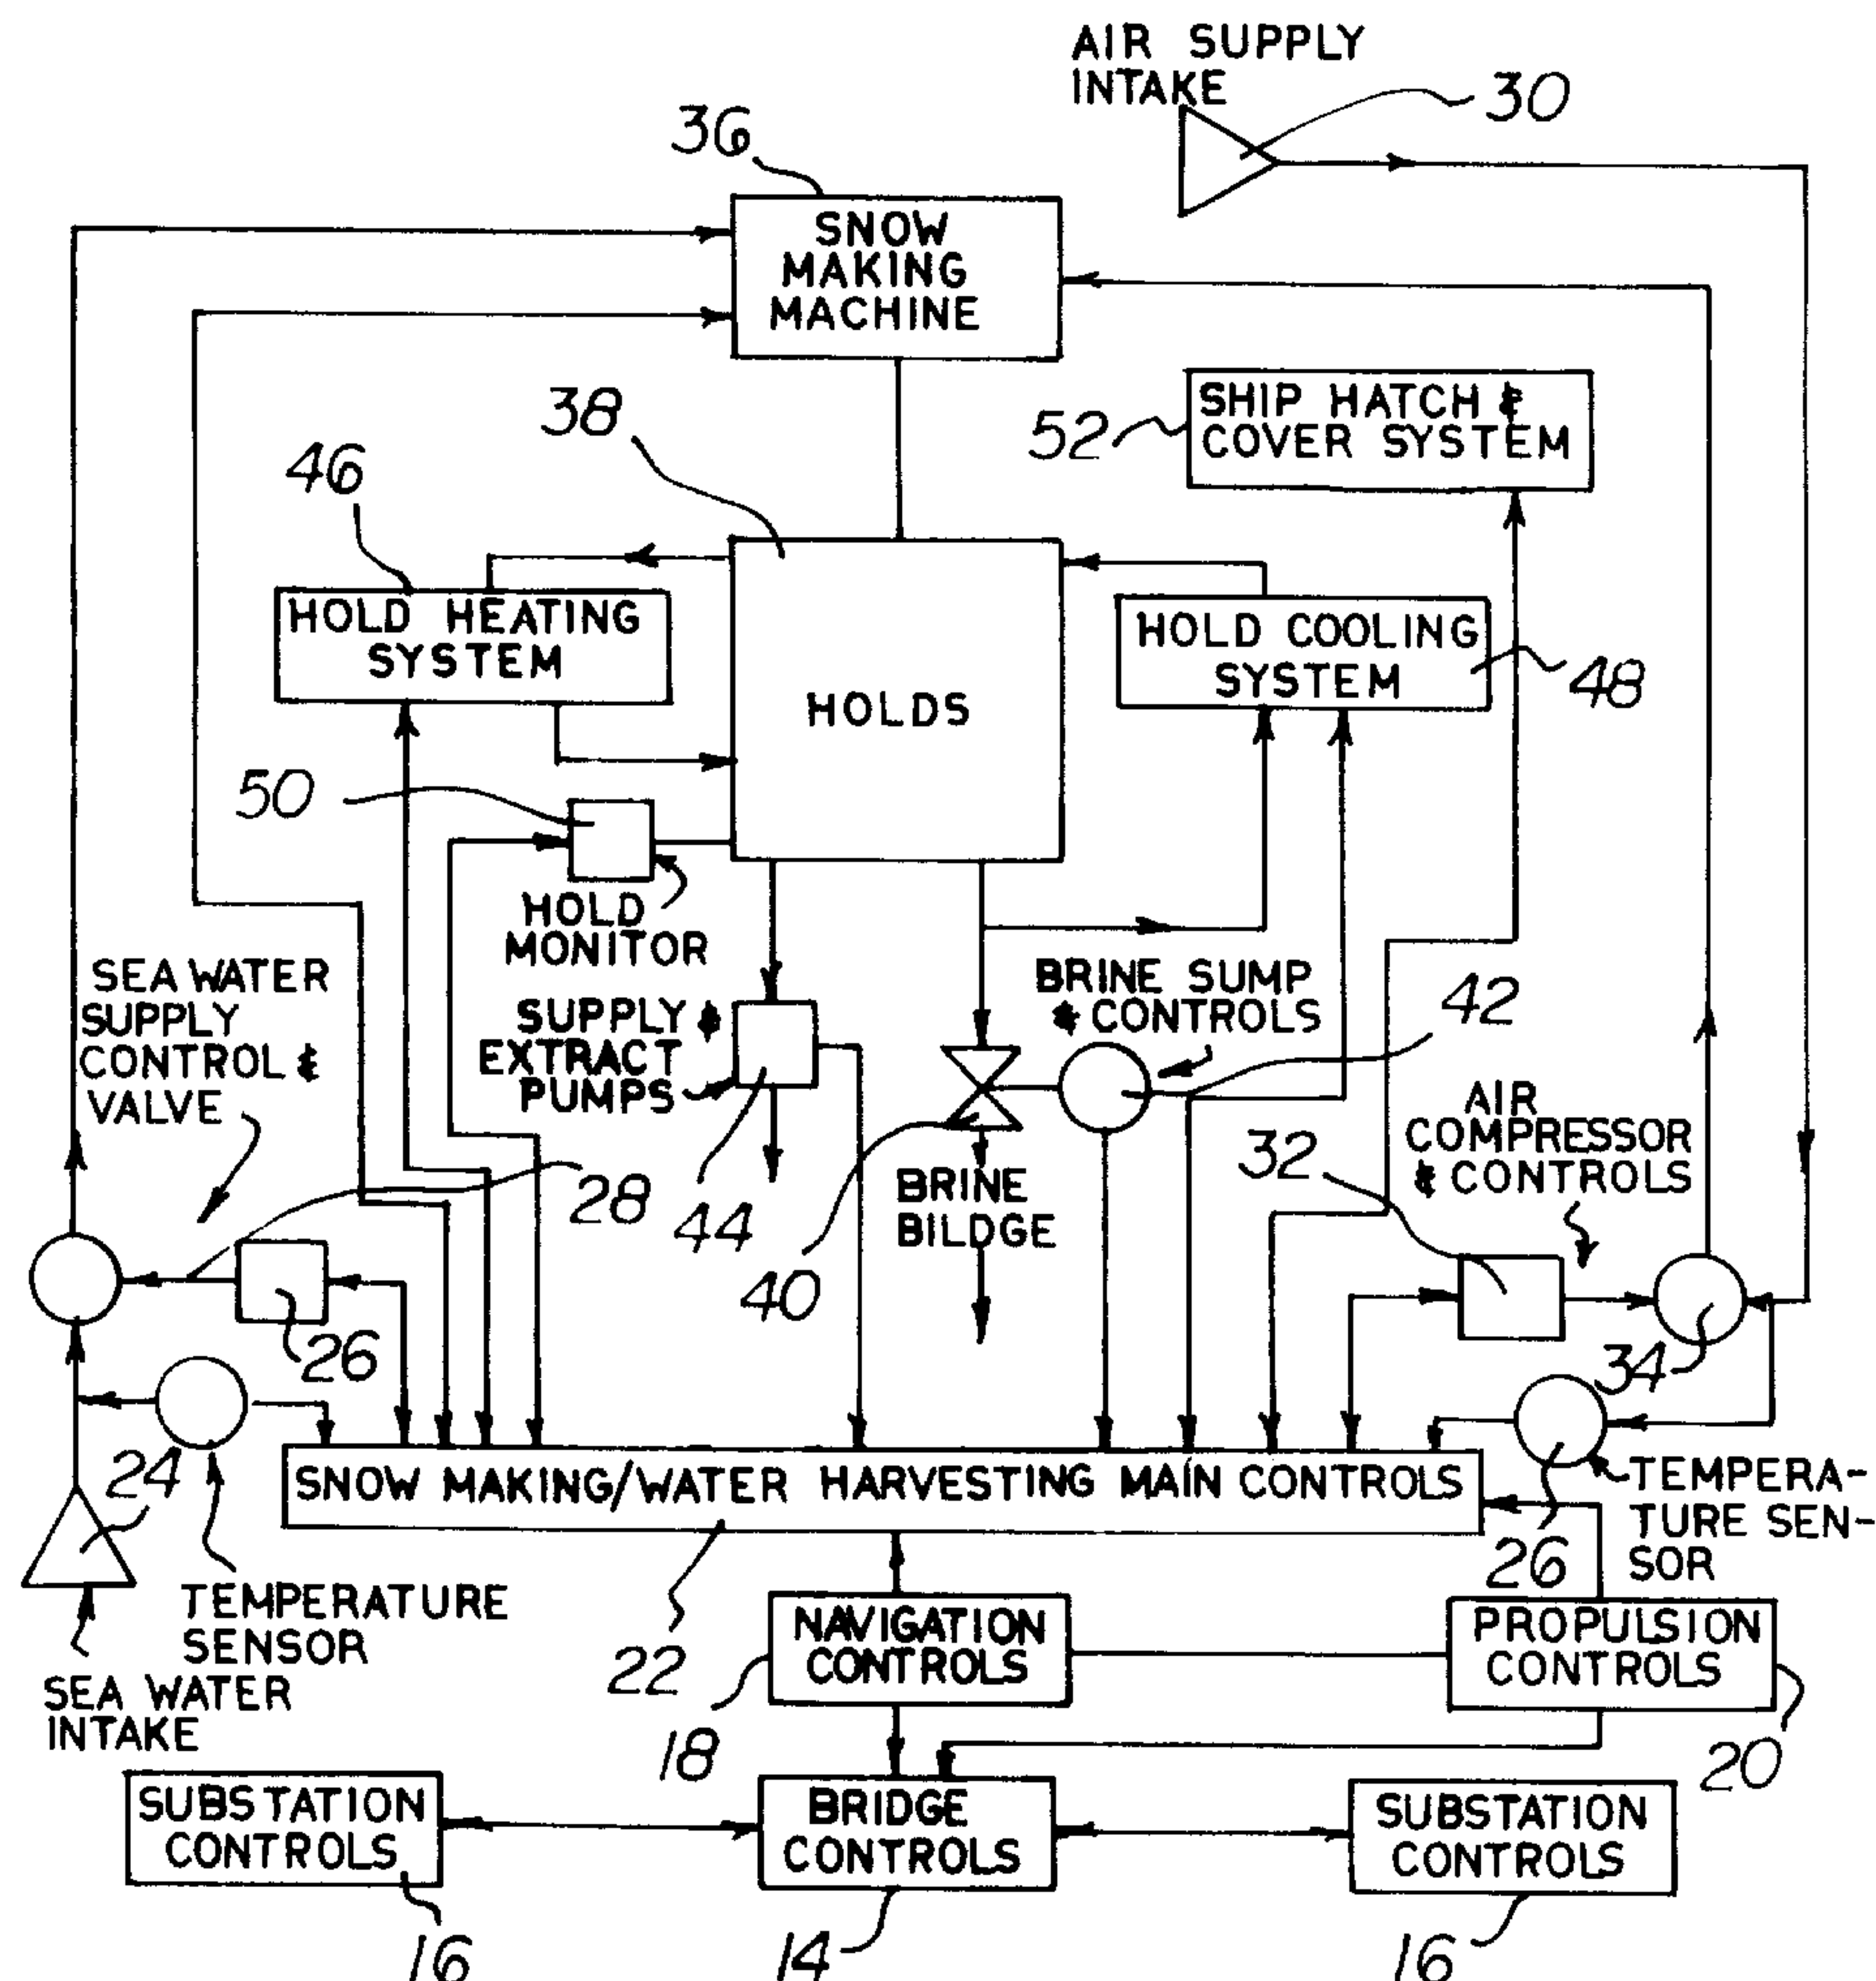 AIR SUPPLY
INTAKE
30
36
SNOW
MAKING
MACHINE
38
52
SHIP HATCH &
COVER SYSTEM
46
HOLD HEATING
SYSTEM
HOLDS
HOLD COOLING
SYSTEM
48
50
HOLD
MONITOR
SEA WATER
SUPPLY
CONTROL &
VALVE
SUPPLY &
EXTRACT
PUMPS
BRINE SUMP
& CONTROLS
42
AIR
COMPRESSOR
& CONTROLS
32
28
44
BRINE
BILDGE
40
26
34
24
SNOW MAKING/WATER HARVESTING MAIN CONTROLS
TEMPERA-
TURE SEN-
SOR
26
TEMPERATURE
SENSOR
SEA WATER
INTAKE
22
NAVIGATION
CONTROLS
18
PROPULSION
CONTROLS
20
SUBSTATION
CONTROLS
BRIDGE
CONTROLS
SUBSTATION
CONTROLS
16
14
16